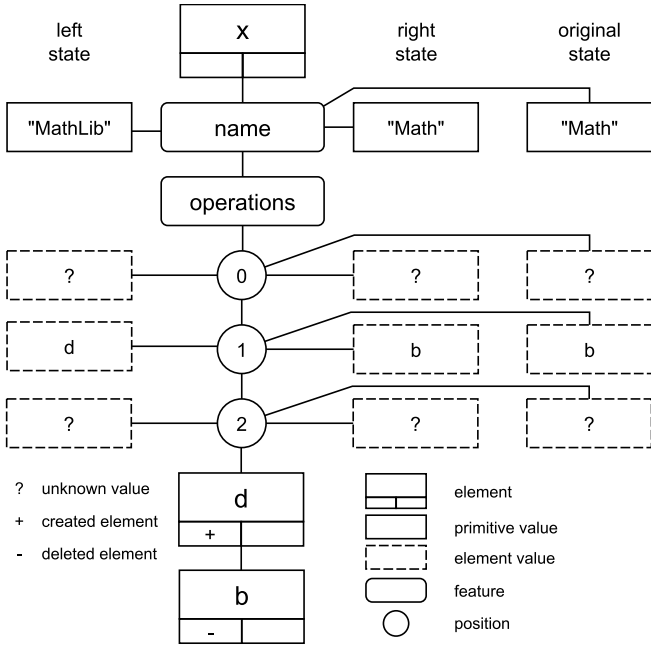 left
state
x
right
state
original
state
"MathLib"
name
"Math"
"Math"
operations
?
0
?
?
d
1
b
b
?
2
?
?
d
+
b
-
? unknown value
+ created element
- deleted element
element
primitive value
element value
feature
position